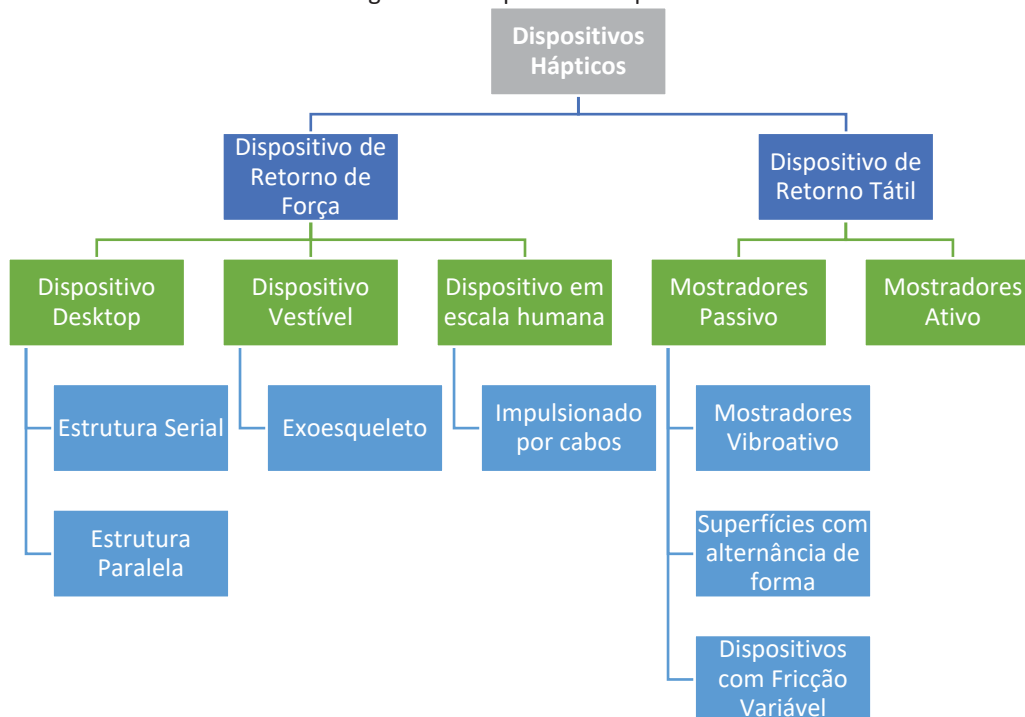 Dispositivos
Hápticos
Dispositivo de
Retorno de
Força
Dispositivo de
Retorno Tátil
Dispositivo
Desktop
Dispositivo
Vestível
Dispositivo em
escala humana
Mostradores
Passivo
Mostradores
Ativo
Estrutura Serial
Exoesqueleto
Impulsionado
por cabos
Mostradores
Vibroativo
Estrutura
Paralela
Superfícies com
alternância de
forma
Dispositivos
com Fricção
Variável